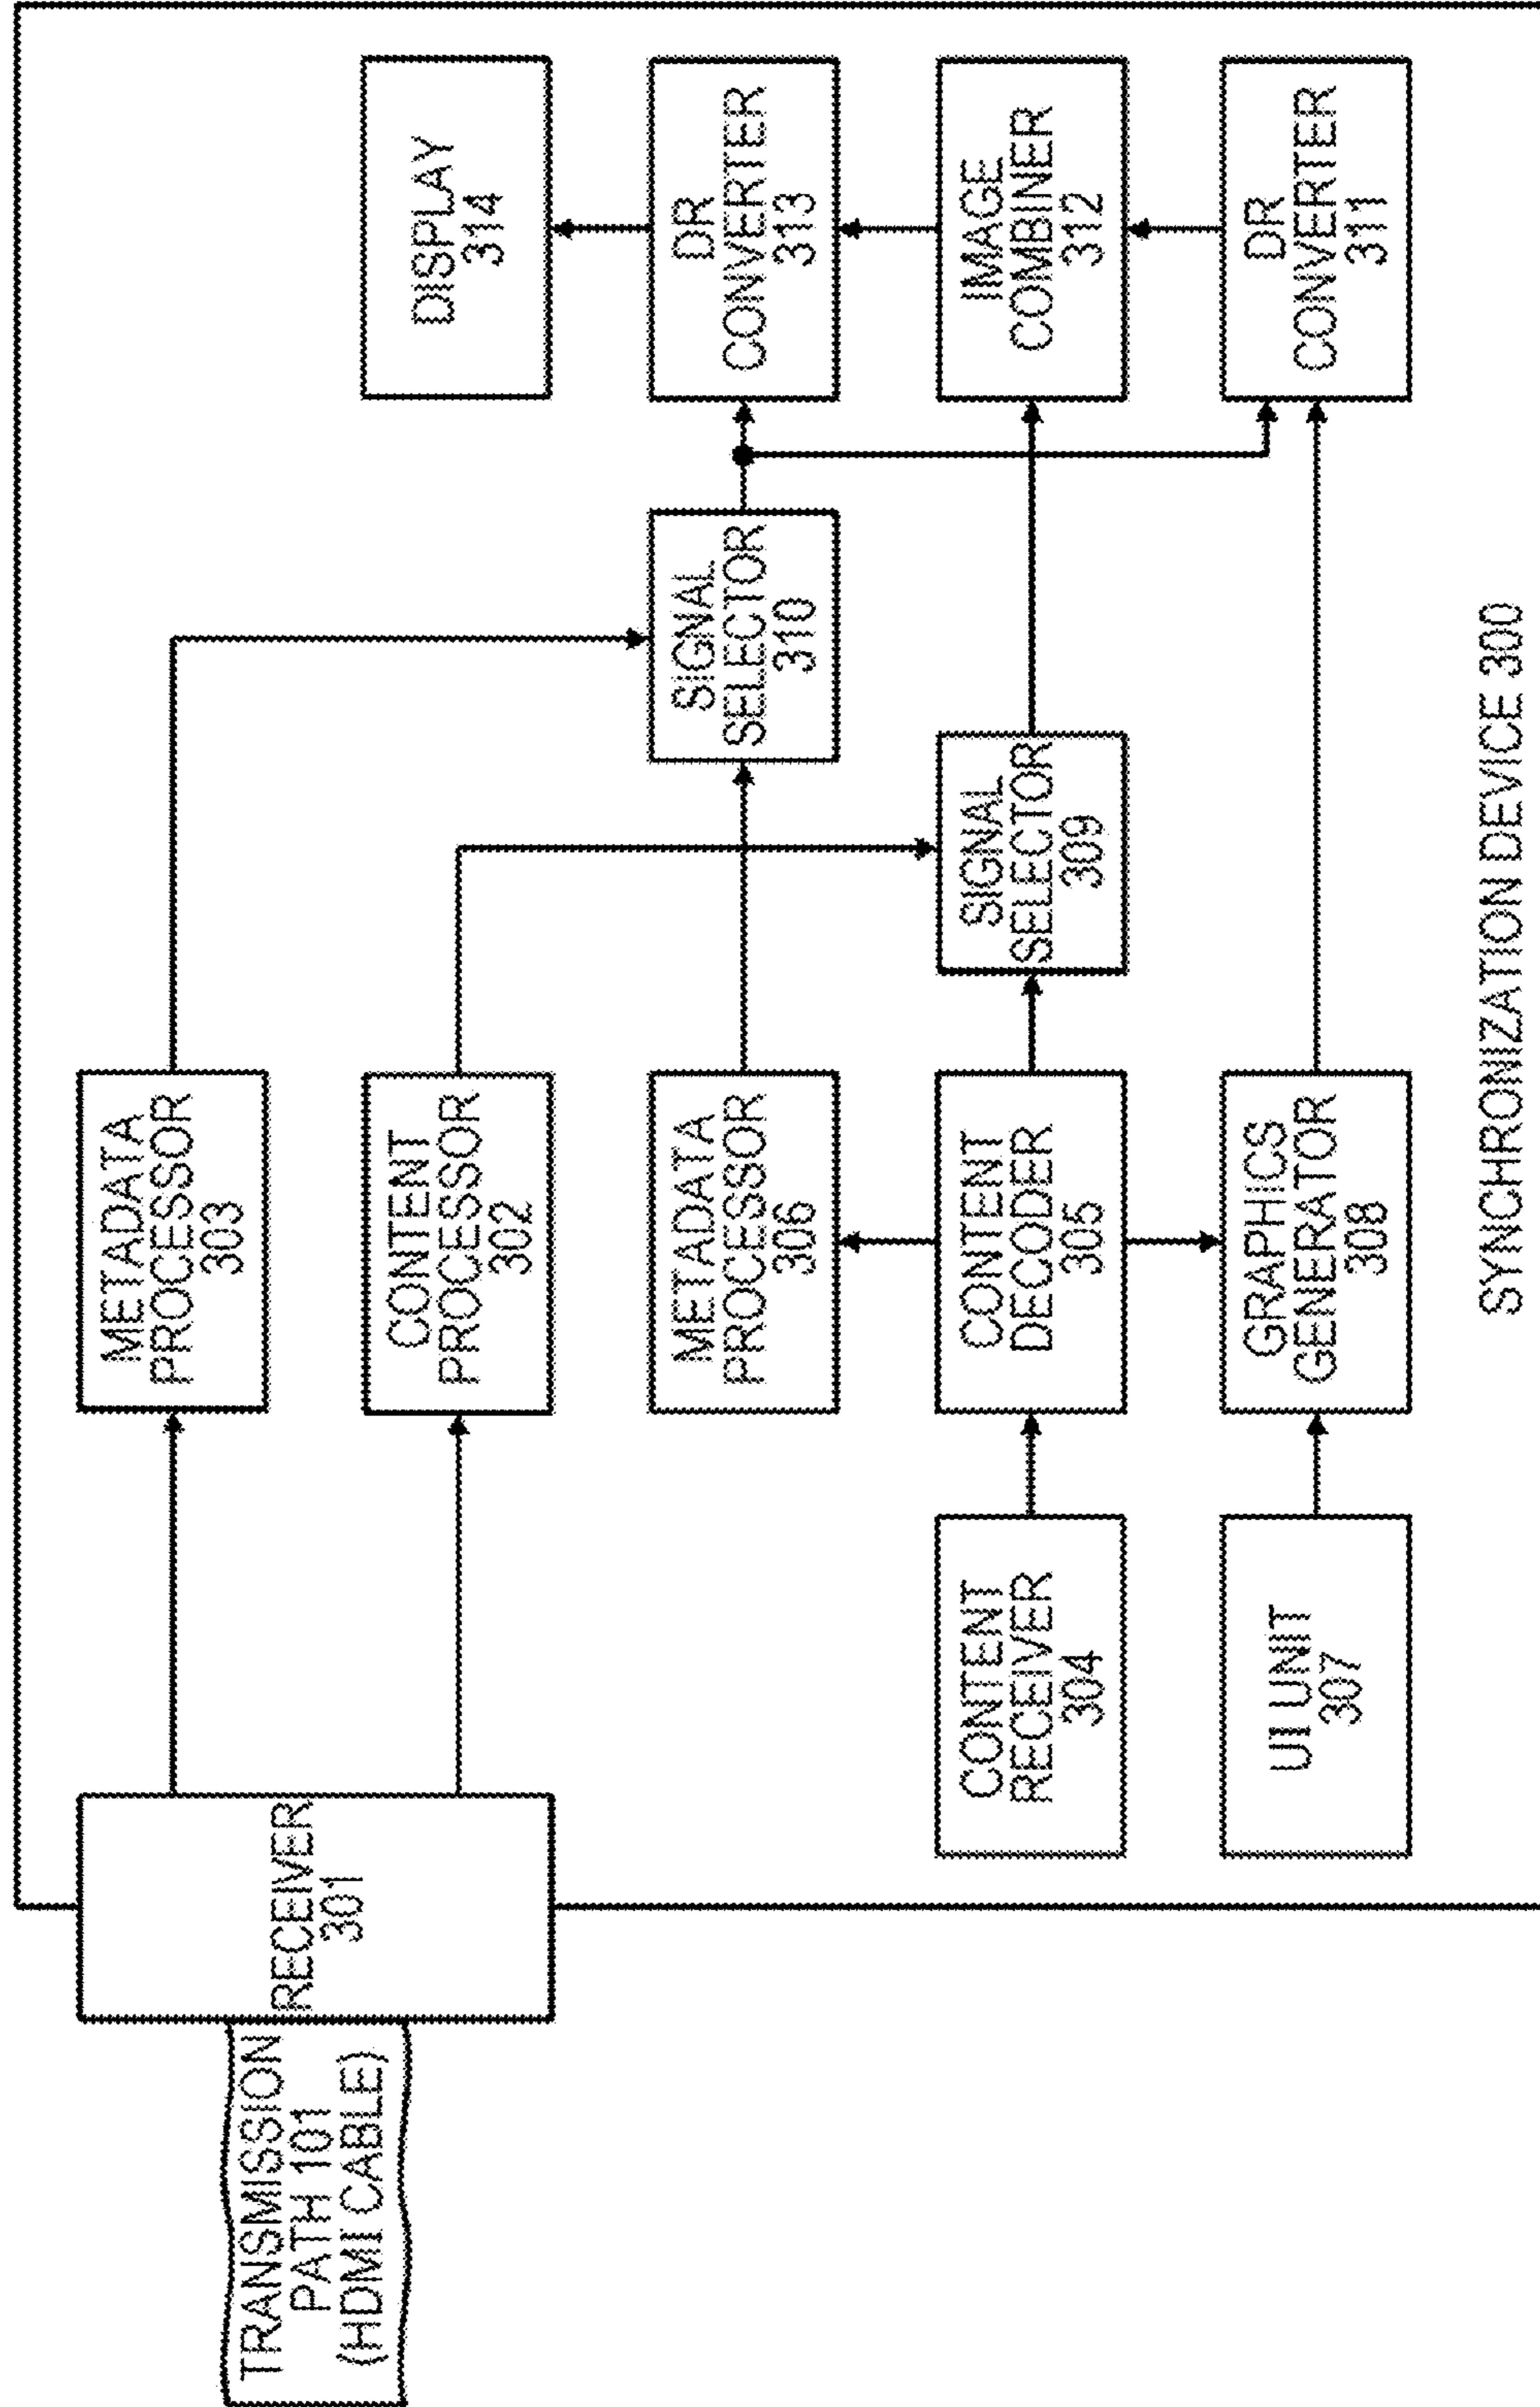 TRANSMISSION
PATH 101
(HDMI CABLE)
RECEIVER
301
METADATA
PROCESSOR
303
CONTENT
PROCESSOR
302
METADATA
PROCESSOR
306
CONTENT
RECEIVER
304
CONTENT
DECODER
305
UI UNIT
307
GRAPHICS
GENERATOR
308
SIGNAL
SELECTOR
310
SIGNAL
SELECTOR
309
DISPLAY
314
DR
CONVERTER
313
IMAGE
COMBINER
312
DR
CONVERTER
311
SYNCHRONIZATION DEVICE 300